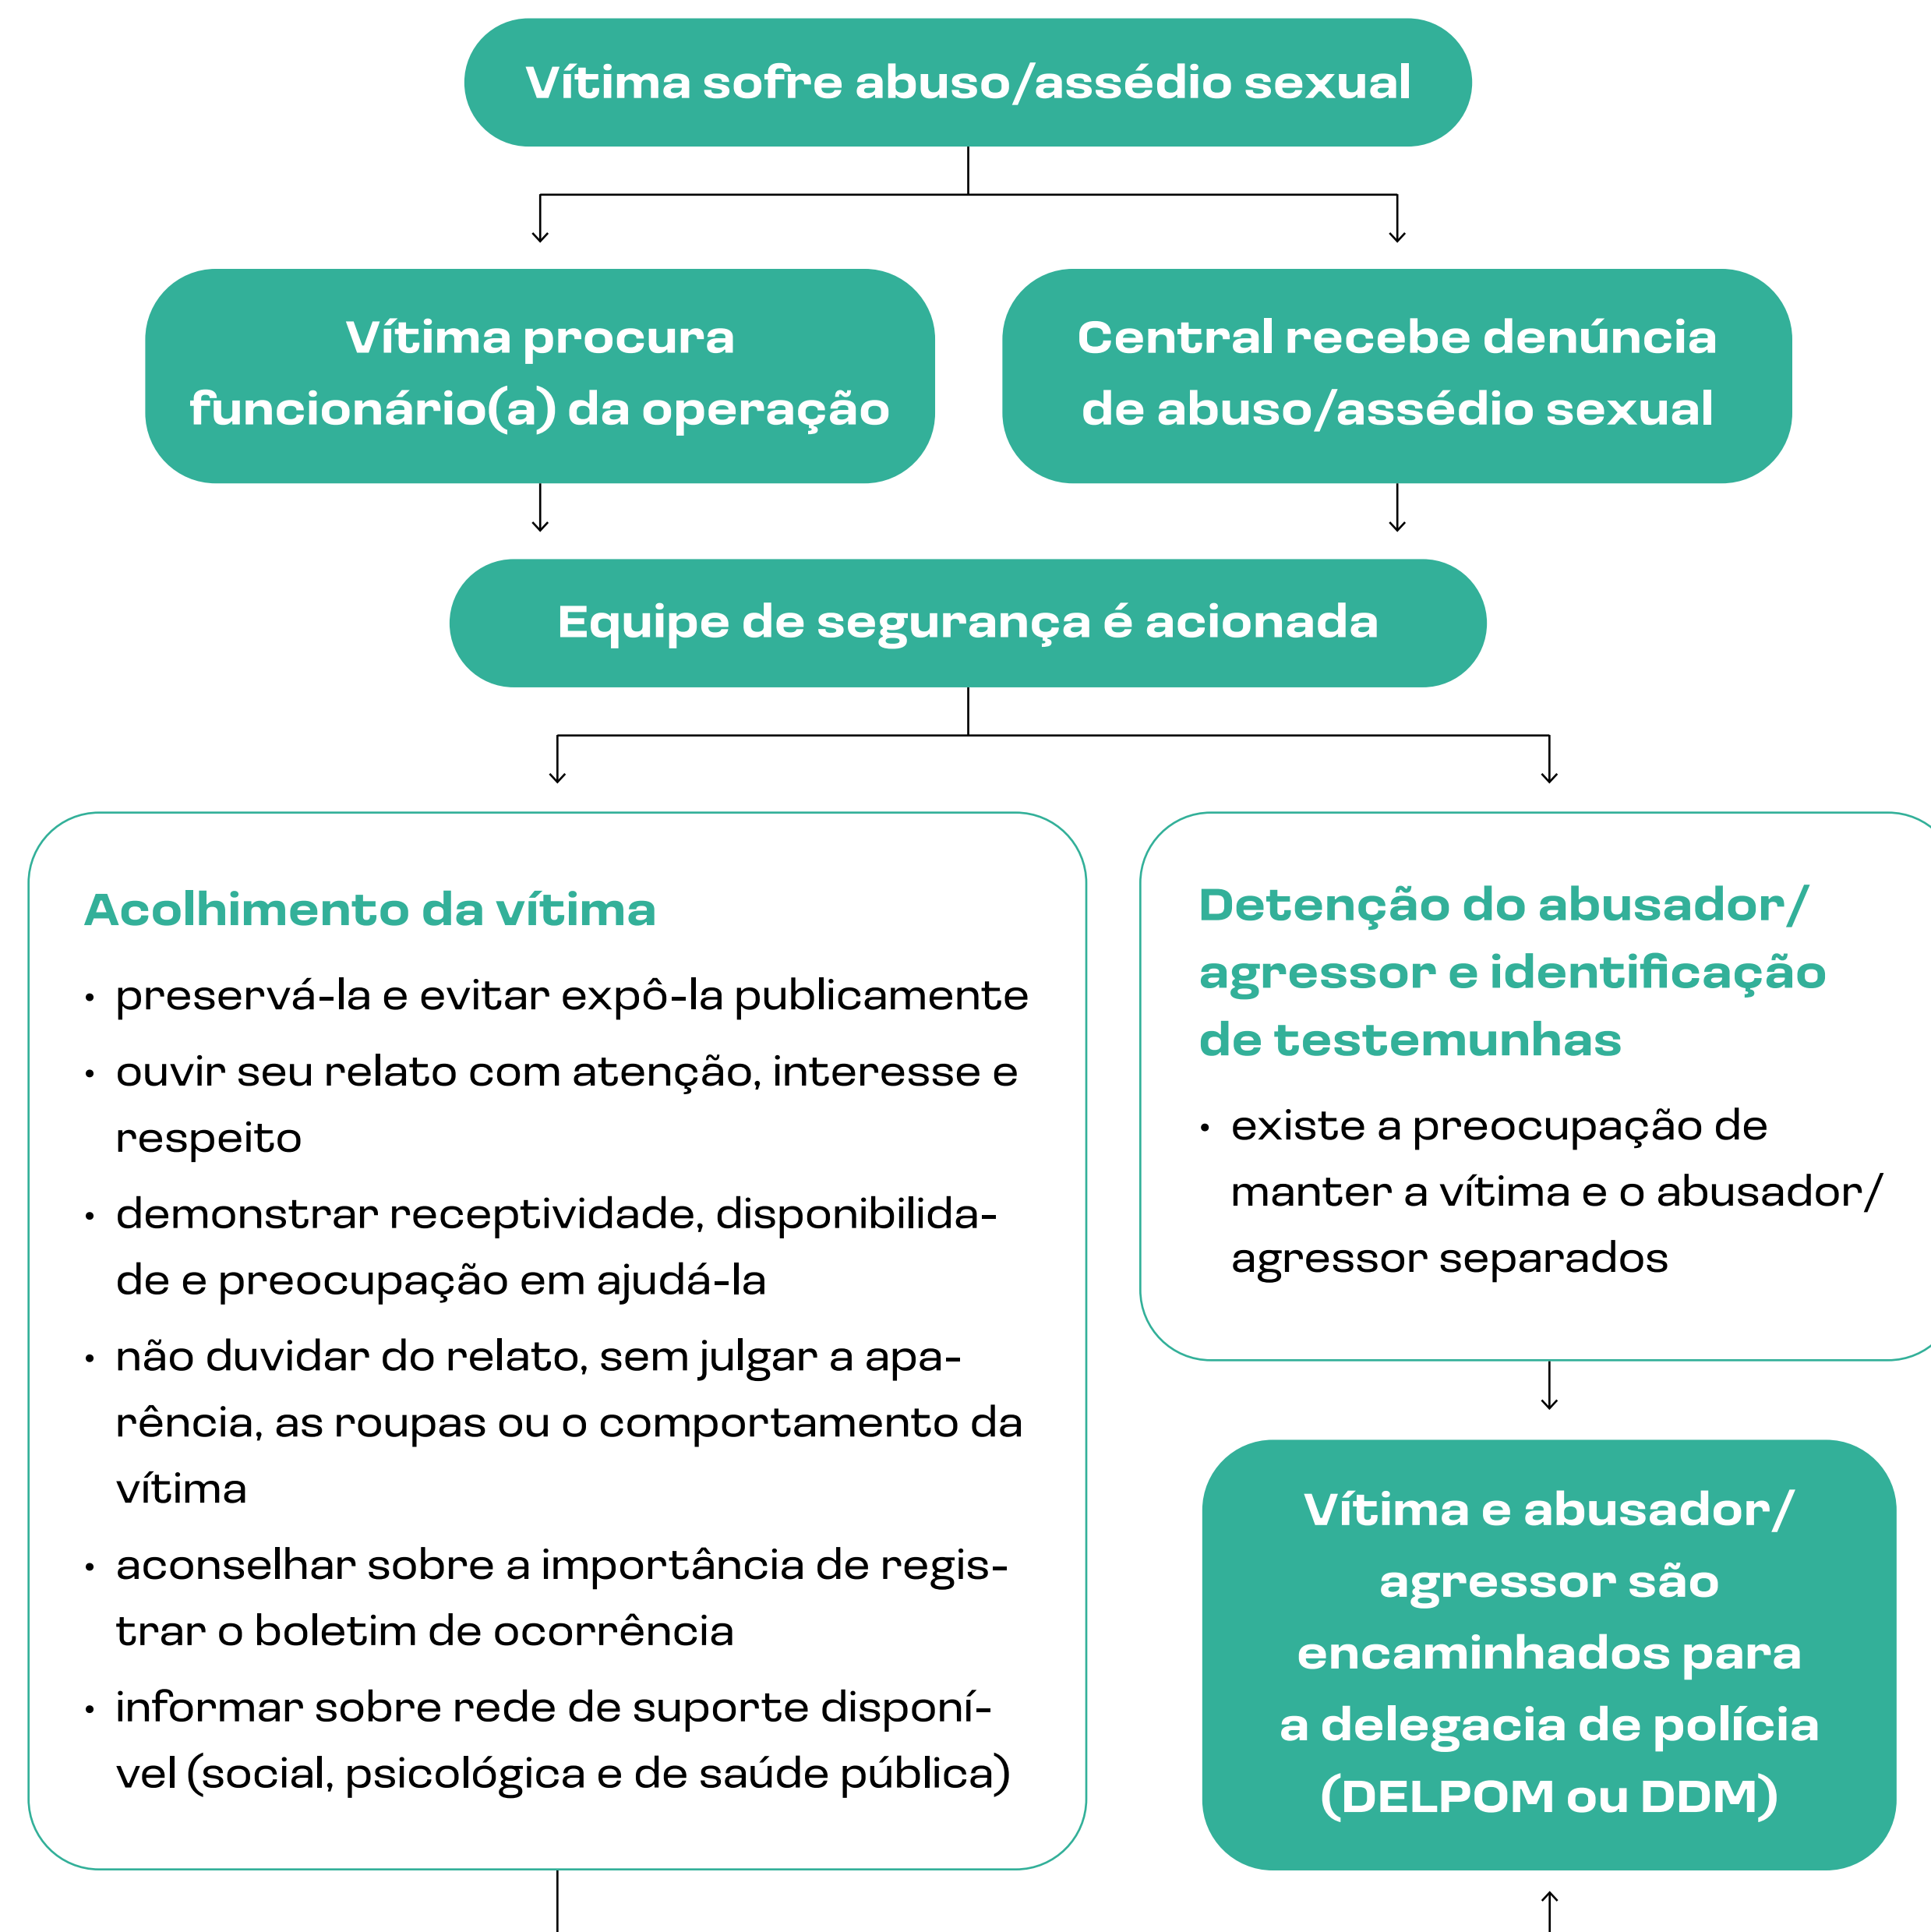 Vítima sofre abuso/assédio sexual
Vítima procura
funcionário(a) da operação
Central recebe denúncia
de abuso/assédio sexual
Equipe de segurança é acionada
Acolhimento da vítima
• preservá-la e evitar expô-la publicamente
• ouvir seu relato com atenção, interesse e
respeito
• demonstrar receptividade, disponibilida-
de e preocupação em ajudá-la
• não duvidar do relato, sem julgar a apa-
rência, as roupas ou o comportamento da
vítima
• aconselhar sobre a importância de regis-
trar o boletim de ocorrência
• informar sobre rede de suporte disponí-
vel (social, psicológica e de saúde pública)
Detenção do abusador/
agressor e identificação
de testemunhas
• existe a preocupação de
manter a vítima e o abusador/
agressor separados
Vítima e abusador/
agressor são
encaminhados para
a delegacia de polícia
(DELPOM ou DDM)